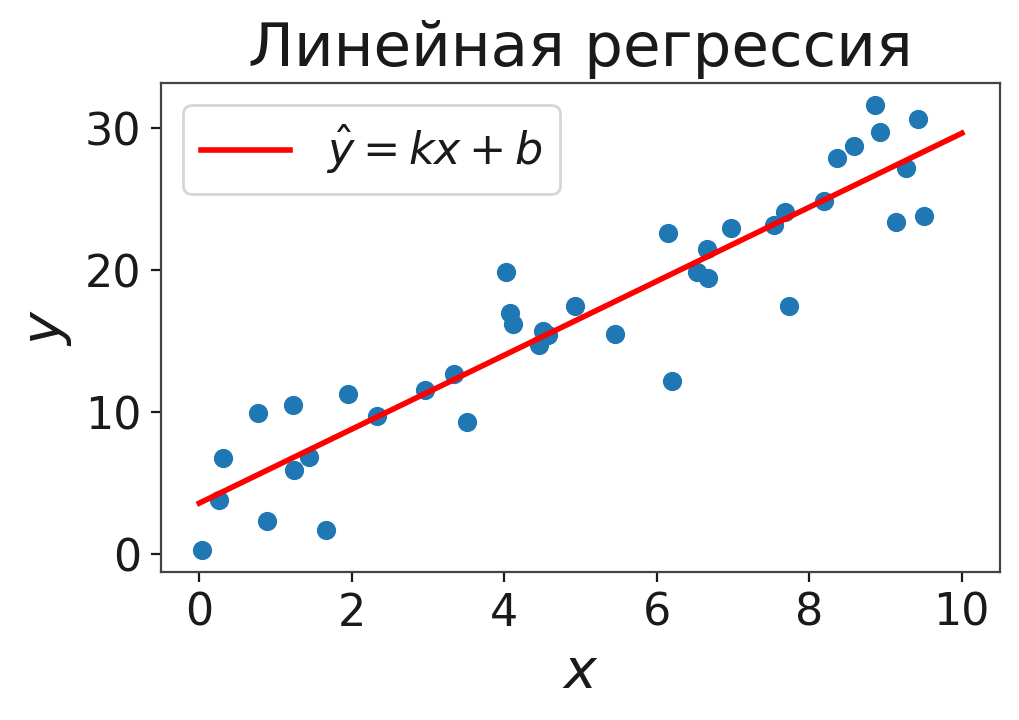 Линейная регрессия
ŷ = kx + b
30
20
10
0
y
0 2 4 6 8 10
x